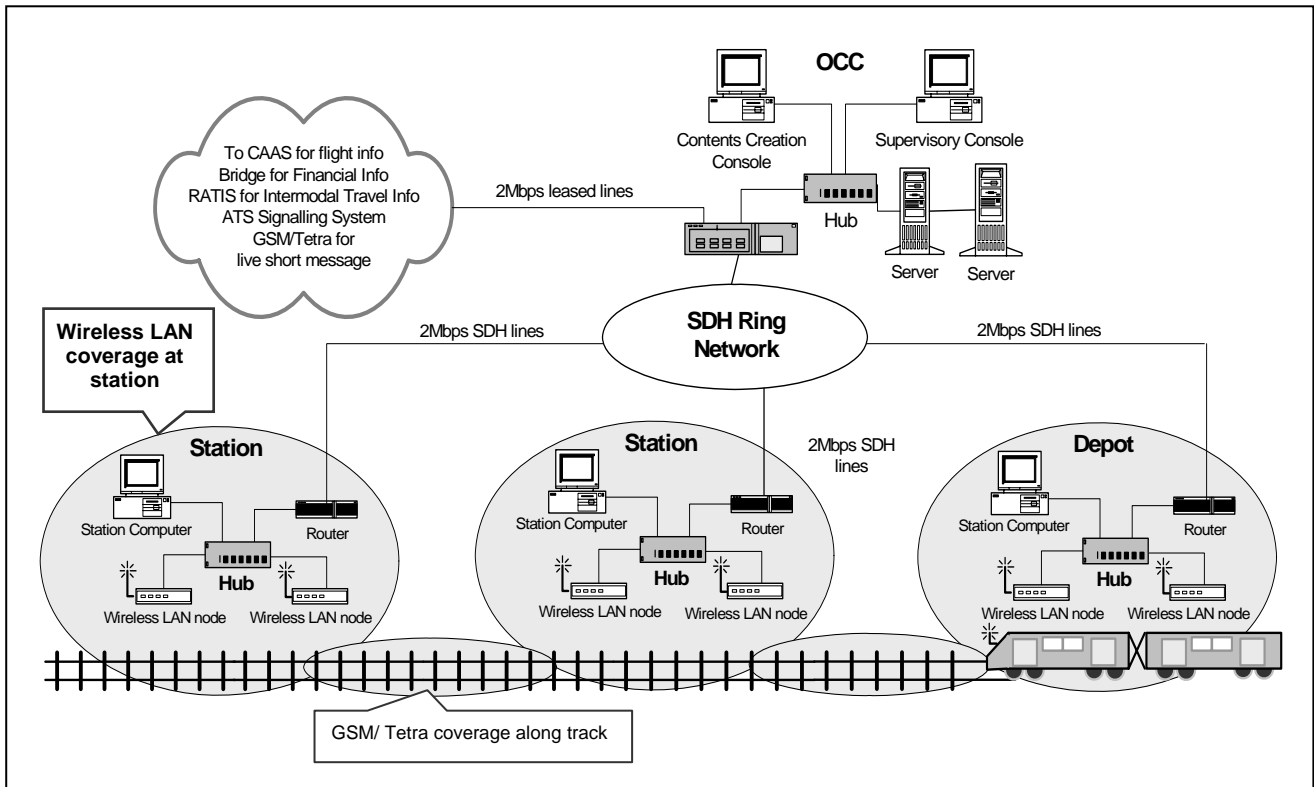 OCC
Contents Creation
Console
Supervisory Console
To CAAS for flight info
Bridge for Financial Info
RATIS for Intermodal Travel Info
ATS Signalling System
GSM/Tetra for
live short message
2Mbps leased lines
Hub
Server
Server
Wireless LAN
coverage at
station
2Mbps SDH lines
SDH Ring
Network
2Mbps SDH lines
Station
Station Computer
Router
Hub
Wireless LAN node
Wireless LAN node
Station
2Mbps SDH
lines
Station Computer
Router
Hub
Wireless LAN node
Wireless LAN node
Depot
Station Computer
Router
Hub
Wireless LAN node
Wireless LAN node
GSM/ Tetra coverage along track